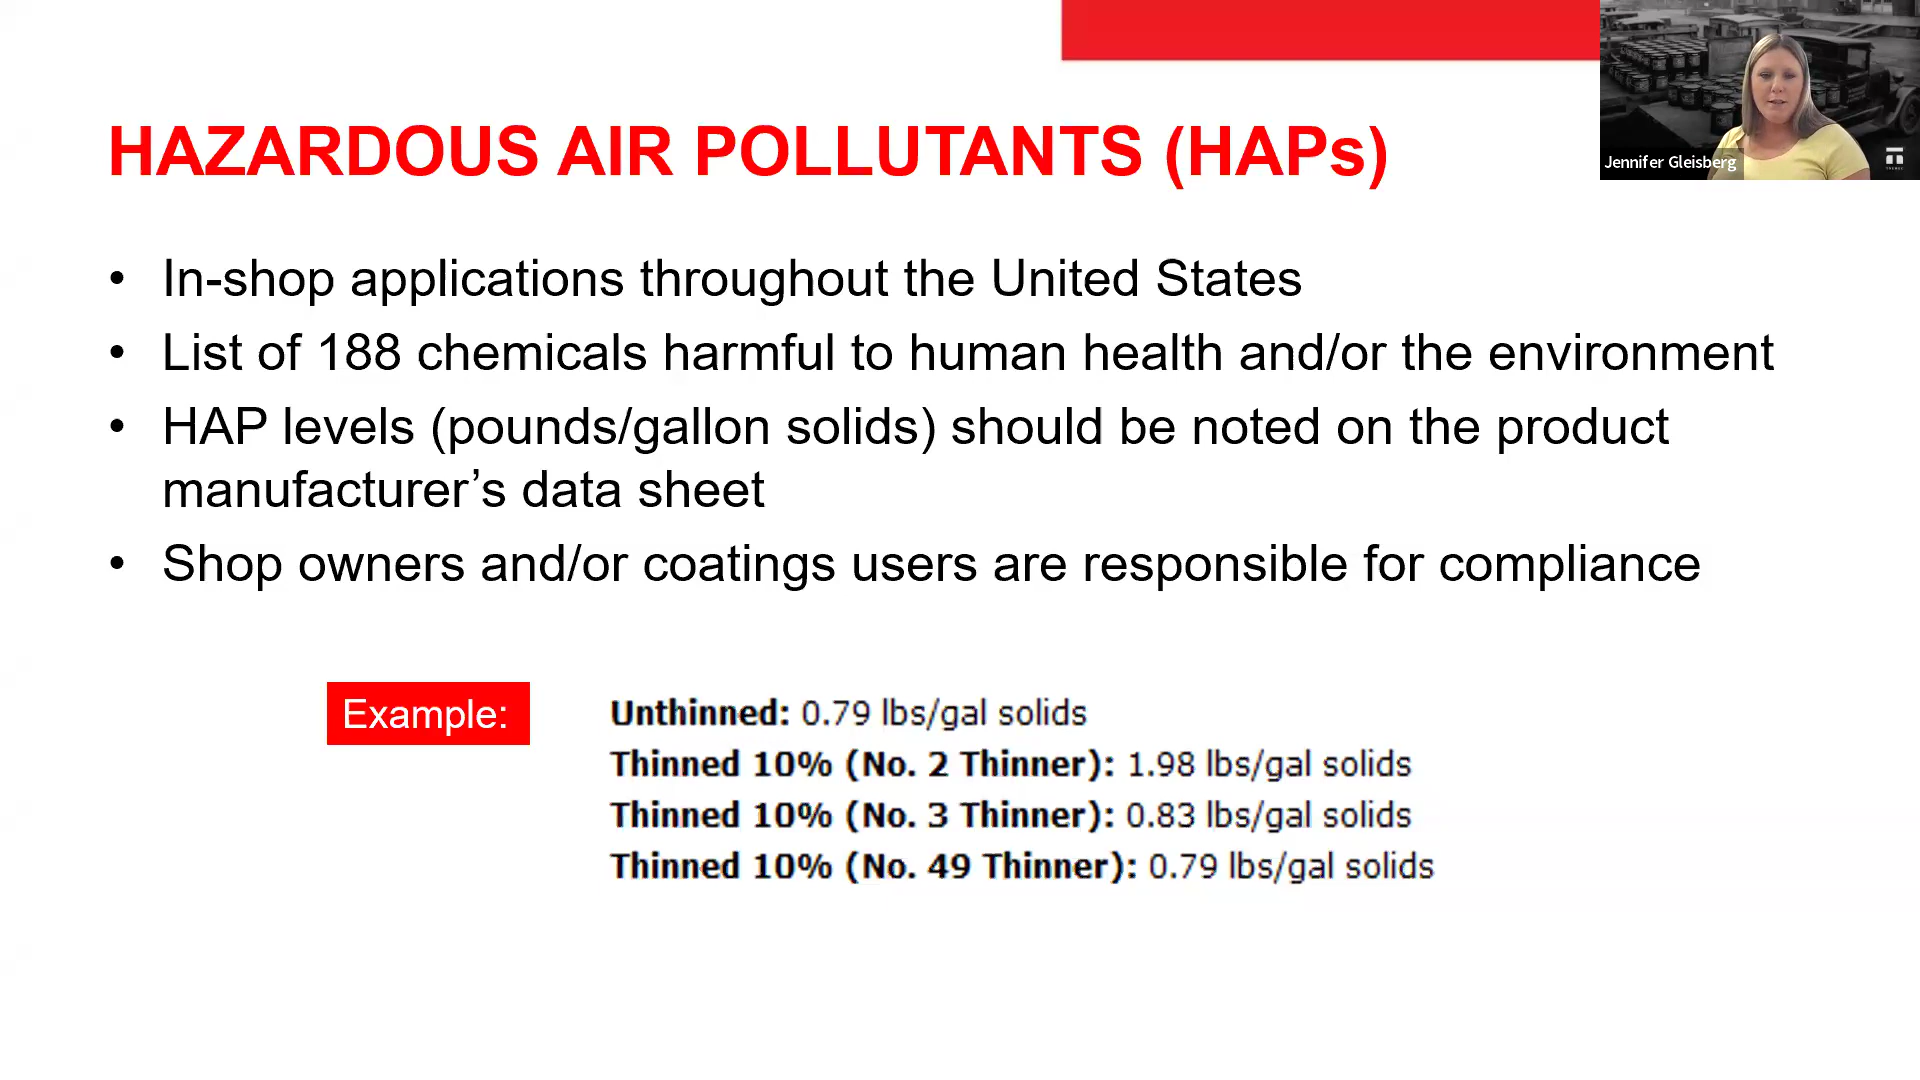 HAZARDOUS AIR POLLUTANTS (HAPs)
Jennifer Gleisberg
• In-shop applications throughout the United States
• List of 188 chemicals harmful to human health and/or the environment
• HAP levels (pounds/gallon solids) should be noted on the product
manufacturer’s data sheet
• Shop owners and/or coatings users are responsible for compliance
Example:
Unthinned: 0.79 lbs/gal solids
Thinned 10% (No. 2 Thinner): 1.98 lbs/gal solids
Thinned 10% (No. 3 Thinner): 0.83 lbs/gal solids
Thinned 10% (No. 49 Thinner): 0.79 lbs/gal solids